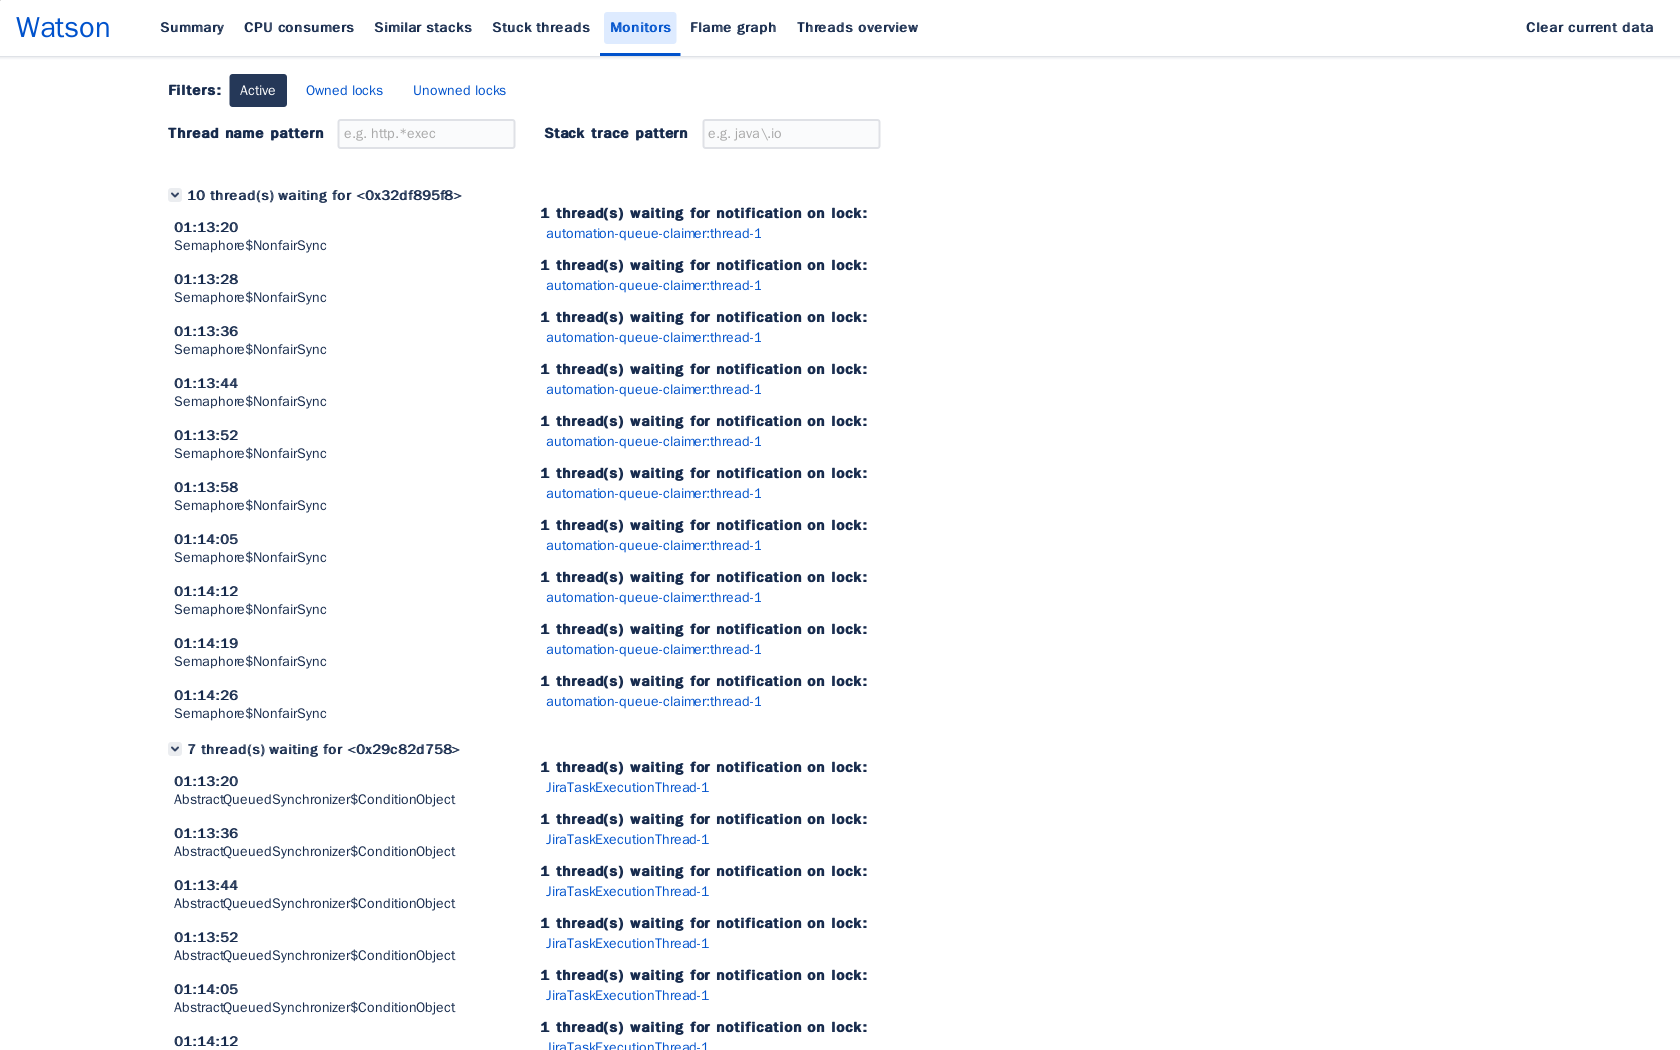 Watson Summary CPU consumers Similar stacks Stuck threads Monitors Flame graph Threads overview Clear current data
Filters: Active Owned locks Unowned locks
Thread name pattern e.g. http.*exec Stack trace pattern e.g. java\.io
10 thread(s) waiting for <0x32df895f8>
01:13:20
Semaphore$NonfairSync
1 thread(s) waiting for notification on lock:
automation-queue-claimer:thread-1
01:13:28
Semaphore$NonfairSync
1 thread(s) waiting for notification on lock:
automation-queue-claimer:thread-1
01:13:36
Semaphore$NonfairSync
1 thread(s) waiting for notification on lock:
automation-queue-claimer:thread-1
01:13:44
Semaphore$NonfairSync
1 thread(s) waiting for notification on lock:
automation-queue-claimer:thread-1
01:13:52
Semaphore$NonfairSync
1 thread(s) waiting for notification on lock:
automation-queue-claimer:thread-1
01:13:58
Semaphore$NonfairSync
1 thread(s) waiting for notification on lock:
automation-queue-claimer:thread-1
01:14:05
Semaphore$NonfairSync
1 thread(s) waiting for notification on lock:
automation-queue-claimer:thread-1
01:14:12
Semaphore$NonfairSync
1 thread(s) waiting for notification on lock:
automation-queue-claimer:thread-1
01:14:19
Semaphore$NonfairSync
1 thread(s) waiting for notification on lock:
automation-queue-claimer:thread-1
01:14:26
Semaphore$NonfairSync
1 thread(s) waiting for notification on lock:
automation-queue-claimer:thread-1
7 thread(s) waiting for <0x29c82d758>
01:13:20
AbstractQueuedSynchronizer$ConditionObject
1 thread(s) waiting for notification on lock:
JiraTaskExecutionThread-1
01:13:36
AbstractQueuedSynchronizer$ConditionObject
1 thread(s) waiting for notification on lock:
JiraTaskExecutionThread-1
01:13:44
AbstractQueuedSynchronizer$ConditionObject
1 thread(s) waiting for notification on lock:
JiraTaskExecutionThread-1
01:13:52
AbstractQueuedSynchronizer$ConditionObject
1 thread(s) waiting for notification on lock:
JiraTaskExecutionThread-1
01:14:05
AbstractQueuedSynchronizer$ConditionObject
1 thread(s) waiting for notification on lock:
JiraTaskExecutionThread-1
01:14:12
1 thread(s) waiting for notification on lock:
JiraTaskExecutionThread-1